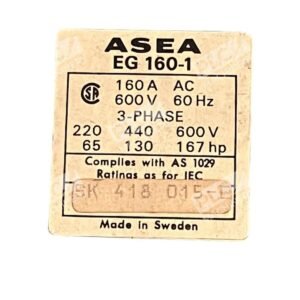 ASEA
EG 160-1
160 A AC
600 V 60 Hz
3-PHASE
220 440 600 V
65 130 167 hp
Complies with AS 1029
Ratings as for IEC
SK 418 015-E
Made in Sweden